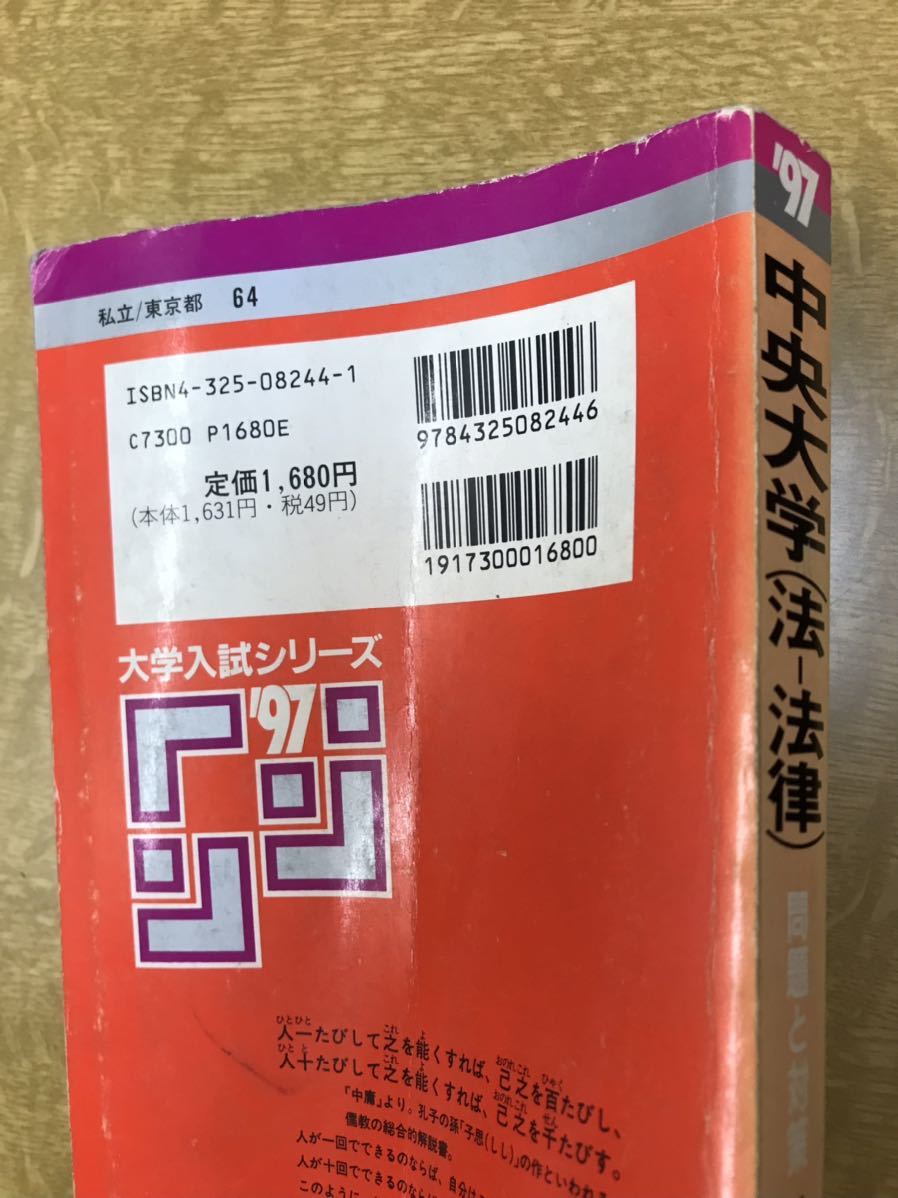 私立/東京都 64
ISBN4-325-08244-1
C7300 P1680E
定価1,680円
(本体1,631円・税49円)
9784325082446
1917300016800
大学入試シリーズ
'97
人一たびして之を能くすれば、己之を百たびし、
人十たびして之を能くすれば、己之を千たびす。
『中庸』より。孔子の孫「子思(しし)」の作といわれる
儒教の総合的解説書。
人が一回でできるのならば、自分は
人が十回でできるのなら
このように
'97
中央大学(法-法律)
問題と対策